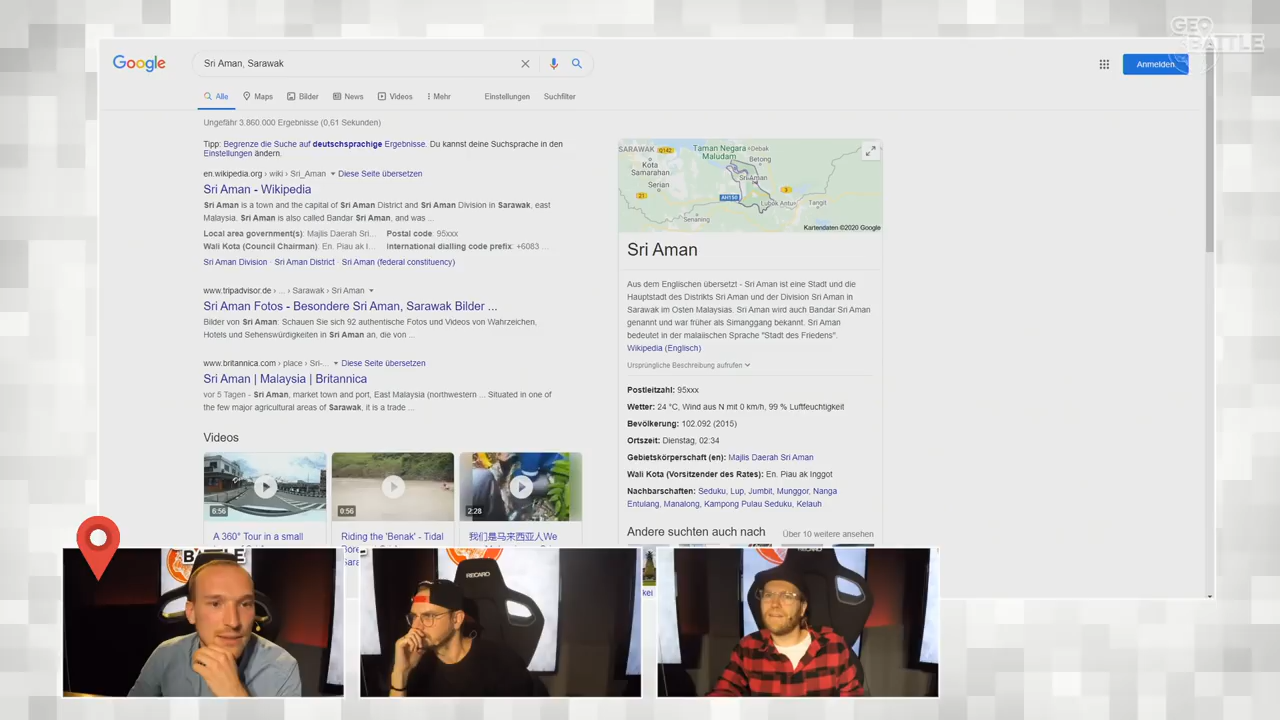 GEO
BATTLE
Google
Sri Aman, Sarawak
Anmelden
Alle
Maps
Bilder
News
Videos
Mehr
Einstellungen
Suchfilter
Ungefähr 3.860.000 Ergebnisse (0,61 Sekunden)
Tipp: Begrenze die Suche auf deutschsprachige Ergebnisse. Du kannst deine Suchsprache in den
Einstellungen ändern.
en.wikipedia.org › wiki › Sri_Aman ▾ Diese Seite übersetzen
Sri Aman - Wikipedia
Sri Aman is a town and the capital of Sri Aman District and Sri Aman Division in Sarawak, east
Malaysia. Sri Aman is also called Bandar Sri Aman, and was ...
Local area government(s): Majlis Daerah Sri... Postal code: 95xxx
Wali Kota (Council Chairman): En. Piau ak I... International dialling code prefix: +6083 ...
Sri Aman Division · Sri Aman District · Sri Aman (federal constituency)
www.tripadvisor.de › ... › Sarawak › Sri Aman ▾
Sri Aman Fotos - Besondere Sri Aman, Sarawak Bilder ...
Bilder von Sri Aman: Schauen Sie sich 92 authentische Fotos und Videos von Wahrzeichen,
Hotels und Sehenswürdigkeiten in Sri Aman an, die von ...
www.britannica.com › place › Sri-... ▾ Diese Seite übersetzen
Sri Aman | Malaysia | Britannica
vor 5 Tagen - Sri Aman, market town and port, East Malaysia (northwestern ... Situated in one of
the few major agricultural areas of Sarawak, it is a trade ...
Videos
6:56
0:56
2:28
A 360° Tour in a small
Riding the 'Benak' - Tidal
我们是马来西亚人We
SARAWAK
Q142
Taman Negara
Maludam
Debak
Betong
Kota
Samarahan
Serian
Sri Aman
21
AH150
3
Lubok Antu
Tangit
Senaning
Kartendaten ©2020 Google
Sri Aman
Aus dem Englischen übersetzt - Sri Aman ist eine Stadt und die
Hauptstadt des Distrikts Sri Aman und der Division Sri Aman in
Sarawak im Osten Malaysias. Sri Aman wird auch Bandar Sri Aman
genannt und war früher als Simanggang bekannt. Sri Aman
bedeutet in der malaiischen Sprache "Stadt des Friedens".
Wikipedia (Englisch)
Ursprüngliche Beschreibung aufrufen
Postleitzahl: 95xxx
Wetter: 24 °C, Wind aus N mit 0 km/h, 99 % Luftfeuchtigkeit
Bevölkerung: 102.092 (2015)
Ortszeit: Dienstag, 02:34
Gebietskörperschaft (en): Majlis Daerah Sri Aman
Wali Kota (Vorsitzender des Rates): En. Piau ak Inggot
Nachbarschaften: Seduku, Lup, Jumbit, Munggor, Nanga
Entulang, Manalong, Kampong Pulau Seduku, Kelauh
Andere suchten auch nach
Über 10 weitere ansehen
BATTLE
RECARO
RECARO